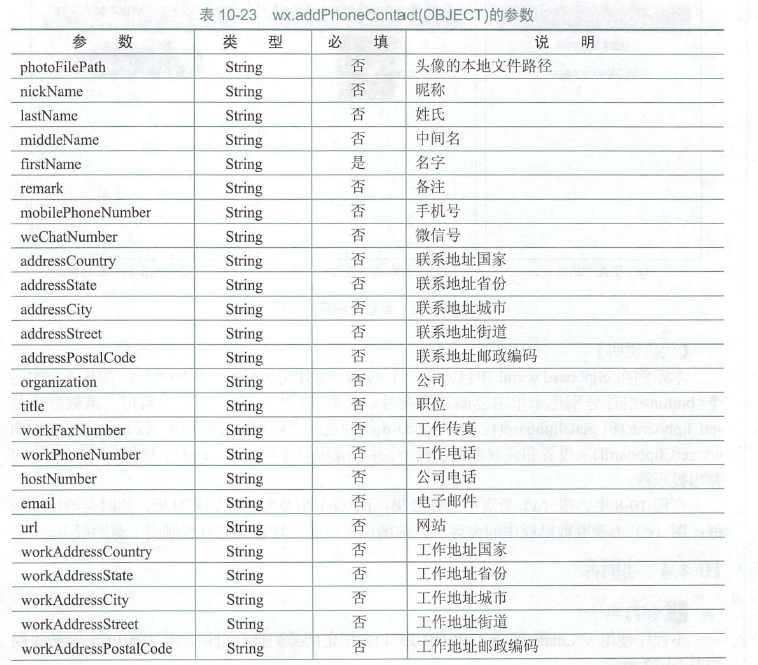 表 10-23 wx.addPhoneContact(OBJECT)的参数
参 数 类 型 必 填 说 明
photoFilePath String 否 头像的本地文件路径
nickName String 否 昵称
lastName String 否 姓氏
middleName String 否 中间名
firstName String 是 名字
remark String 否 备注
mobilePhoneNumber String 否 手机号
weChatNumber String 否 微信号
addressCountry String 否 联系地址国家
addressState String 否 联系地址省份
addressCity String 否 联系地址城市
addressStreet String 否 联系地址街道
addressPostalCode String 否 联系地址邮政编码
organization String 否 公司
title String 否 职位
workFaxNumber String 否 工作传真
workPhoneNumber String 否 工作电话
hostNumber String 否 公司电话
email String 否 电子邮件
url String 否 网站
workAddressCountry String 否 工作地址国家
workAddressState String 否 工作地址省份
workAddressCity String 否 工作地址城市
workAddressStreet String 否 工作地址街道
workAddressPostalCode String 否 工作地址邮政编码